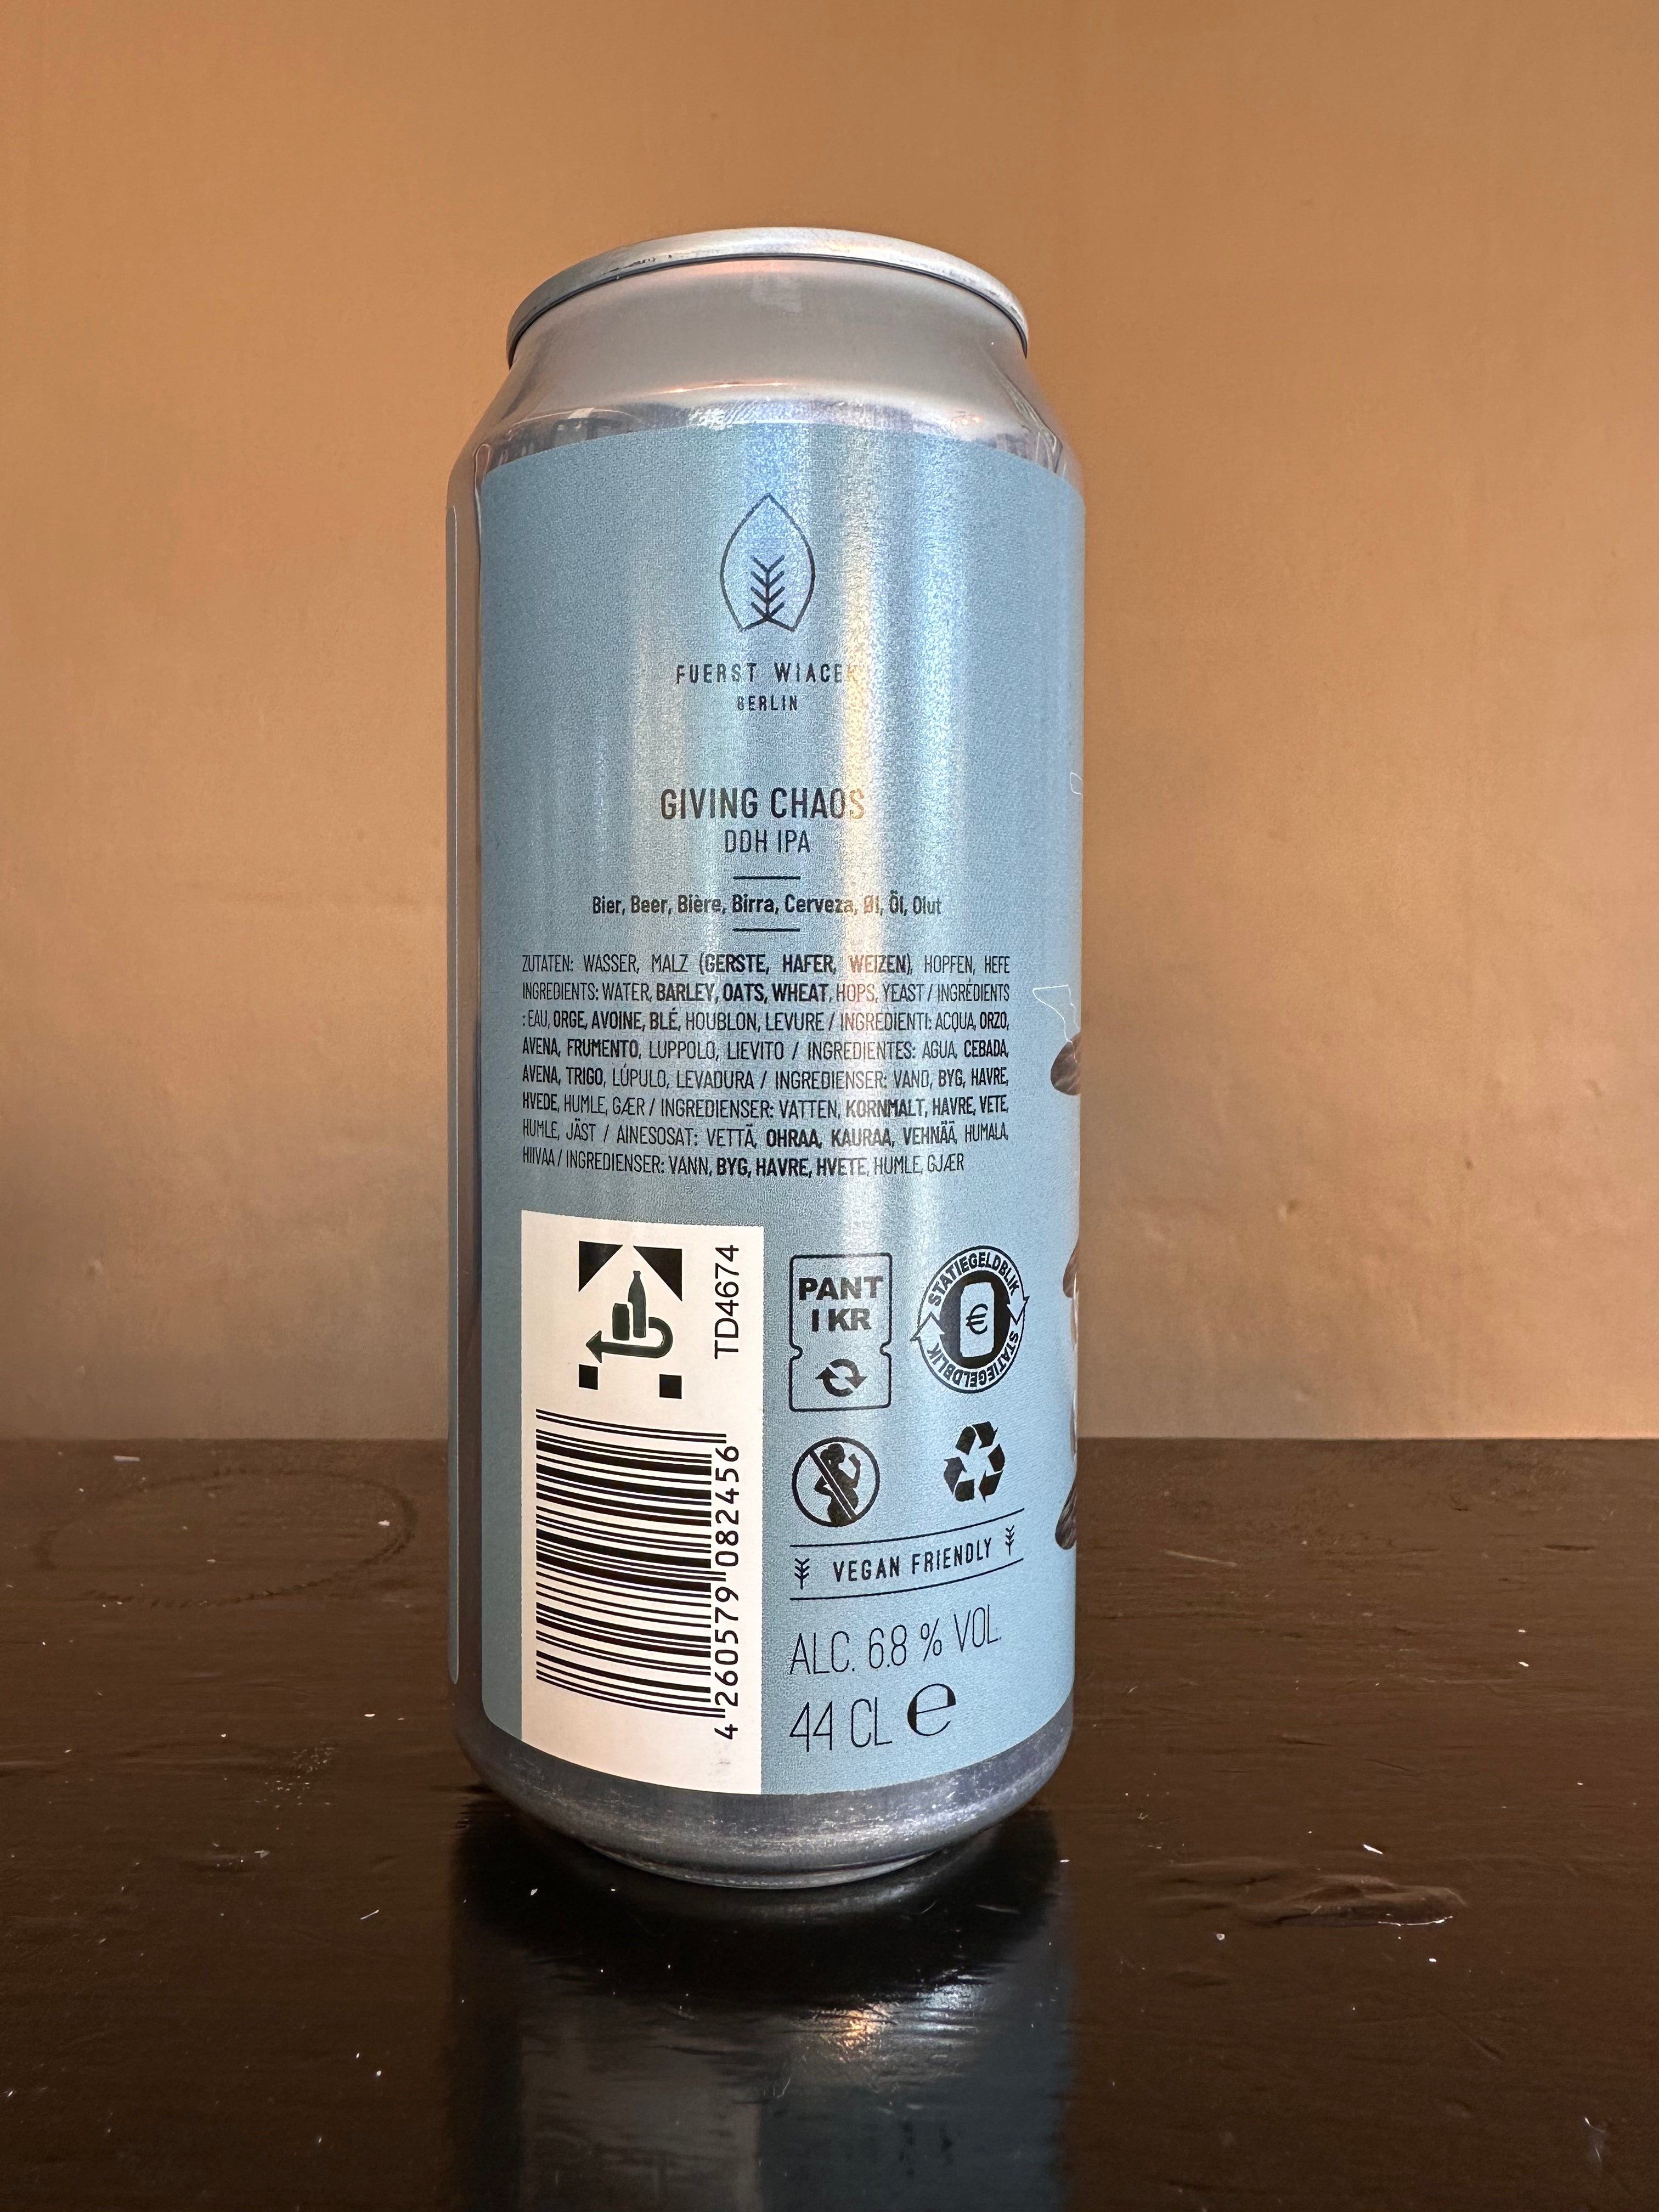 FUERST WIACEK
BERLIN
GIVING CHAOS
DDH IPA
Bier, Beer, Bière, Birra, Cerveza, Øl, Öl, Olut
ZUTATEN: WASSER, MALZ (GERSTE, HAFER, WEIZEN), HOPFEN, HEFE
INGREDIENTS: WATER, BARLEY, OATS, WHEAT, HOPS, YEAST / INGRÉDIENTS
: EAU, ORGE, AVOINE, BLÉ, HOUBLON, LEVURE / INGREDIENTI: ACQUA, ORZO,
AVENA, FRUMENTO, LUPPOLO, LIEVITO / INGREDIENTES: AGUA, CEBADA,
AVENA, TRIGO, LÚPULO, LEVADURA / INGREDIENSER: VAND, BYG, HAVRE,
HVEDE, HUMLE, GÆR / INGREDIENSER: VATTEN, KORNMALT, HAVRE, VETE,
HUMLE, JÄST / AINESOSAT: VETTÄ, OHRAA, KAURAA, VEHNÄÄ, HUMALA,
HIIVAA / INGREDIENSER: VANN, BYG, HAVRE, HVETE, HUMLE, GJÆR
TD4674
4 260579 082456
PANT
1 KR
STATIEGELDBLIK
€
STATIEGELDBLIK
VEGAN FRIENDLY
ALC. 6.8 % VOL.
44 CL e